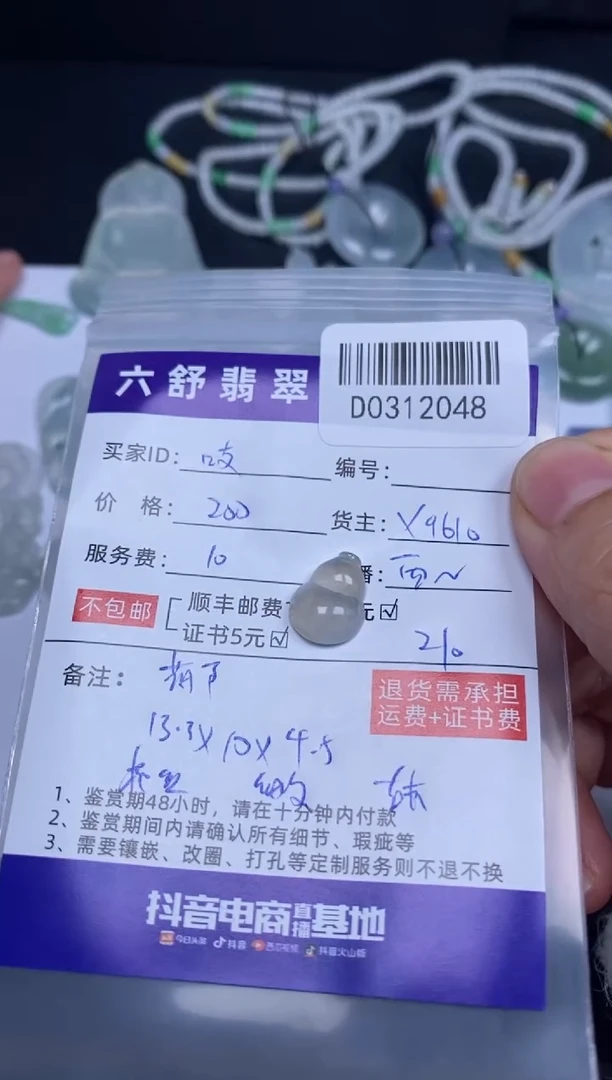 六舒翡翠
D0312048
买家ID: 吱
编号:
价 格: 200
货主: Y9610
服务费: 10
播:
不包邮
顺丰邮费
元☑
证书5元☑
210
备注: 葫芦
13.3X10X4.5
退货需承担
运费+证书费
1、鉴赏期48小时，请在十分钟内付款
2、鉴赏期间内请确认所有细节、瑕疵等
3、需要镶嵌、改圈、打孔等定制服务则不退不换
抖音电商直播基地
今日头条 抖音 西瓜视频 抖音火山版